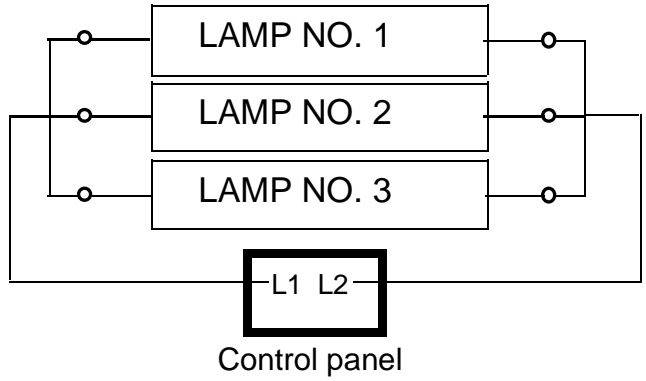 LAMP NO. 1
LAMP NO. 2
LAMP NO. 3
L1 L2
Control panel